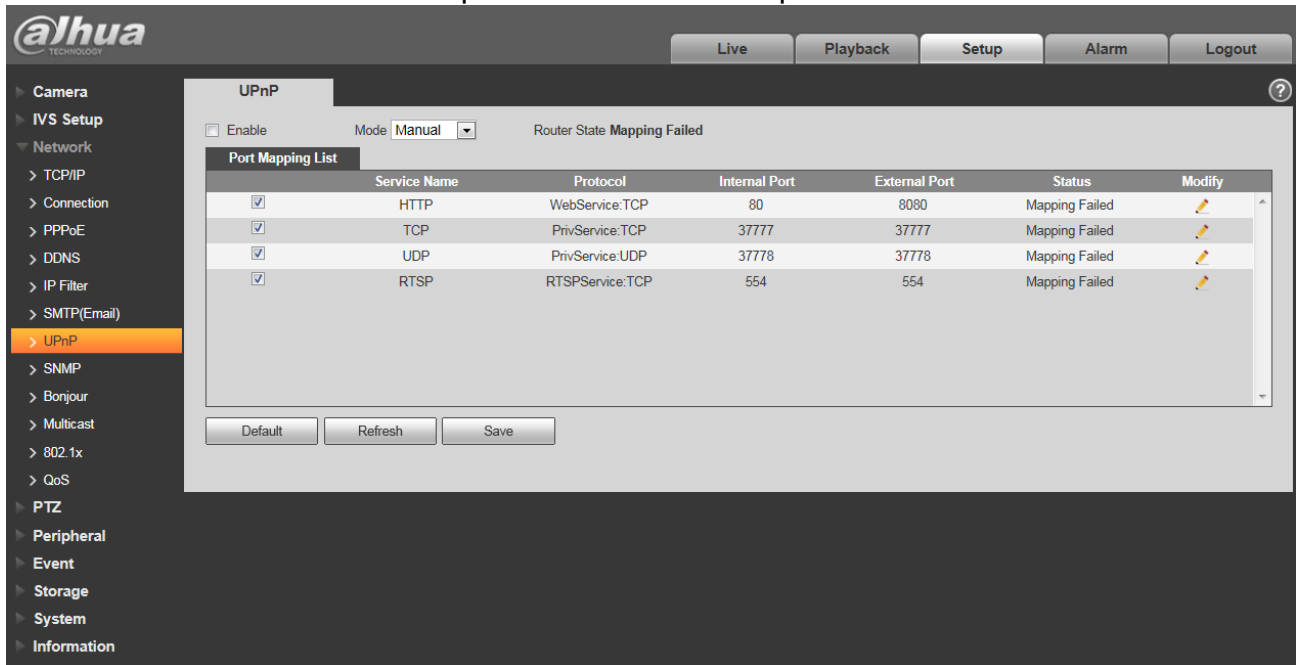 alhua
TECHNOLOGY
Live Playback Setup Alarm Logout
Camera
IVS Setup
Network
TCP/IP
Connection
PPPoE
DDNS
IP Filter
SMTP(Email)
UPnP
SNMP
Bonjour
Multicast
802.1x
QoS
PTZ
Peripheral
Event
Storage
System
Information
UPnP ?
Enable Mode Manual Router State Mapping Failed
Port Mapping List
Service Name Protocol Internal Port External Port Status Modify
HTTP WebService:TCP 80 8080 Mapping Failed
TCP PrivService:TCP 37777 37777 Mapping Failed
UDP PrivService:UDP 37778 37778 Mapping Failed
RTSP RTSPService:TCP 554 554 Mapping Failed
Default Refresh Save